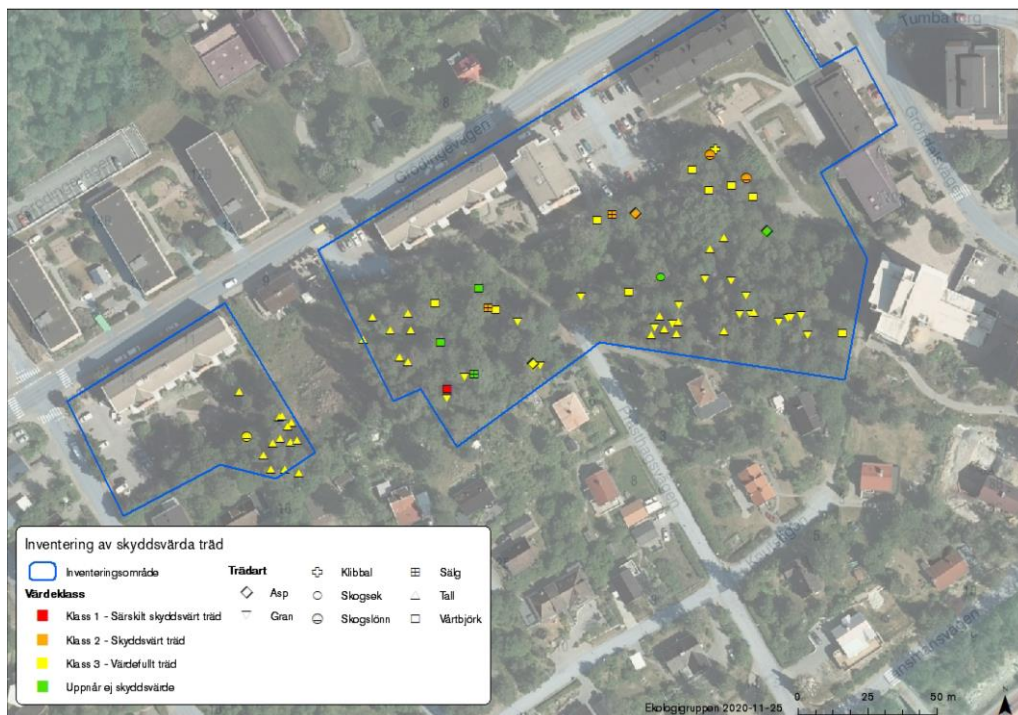 Tumba torg
Grödingevägen
Inventering av skyddsvärda träd
Inventeringsområde
Värdeklass
Klass 1 - Särskilt skyddsvärt träd
Klass 2 - Skyddsvärt träd
Klass 3 - Värdefullt träd
Uppnår ej skyddsvärde
Trädart
Asp
Gran
Klibbal
Skogsek
Skogslönn
Sälg
Tall
Vårtbjörk
Ekologigruppen 2020-11-25
0 25 50 m
N